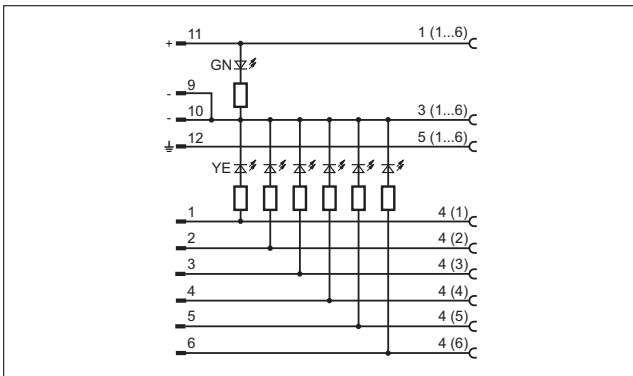 + 11 1 (1...6)
GN
- 9
- 10 3 (1...6)
12 5 (1...6)
YE
1 4 (1)
2 4 (2)
3 4 (3)
4 4 (4)
5 4 (5)
6 4 (6)